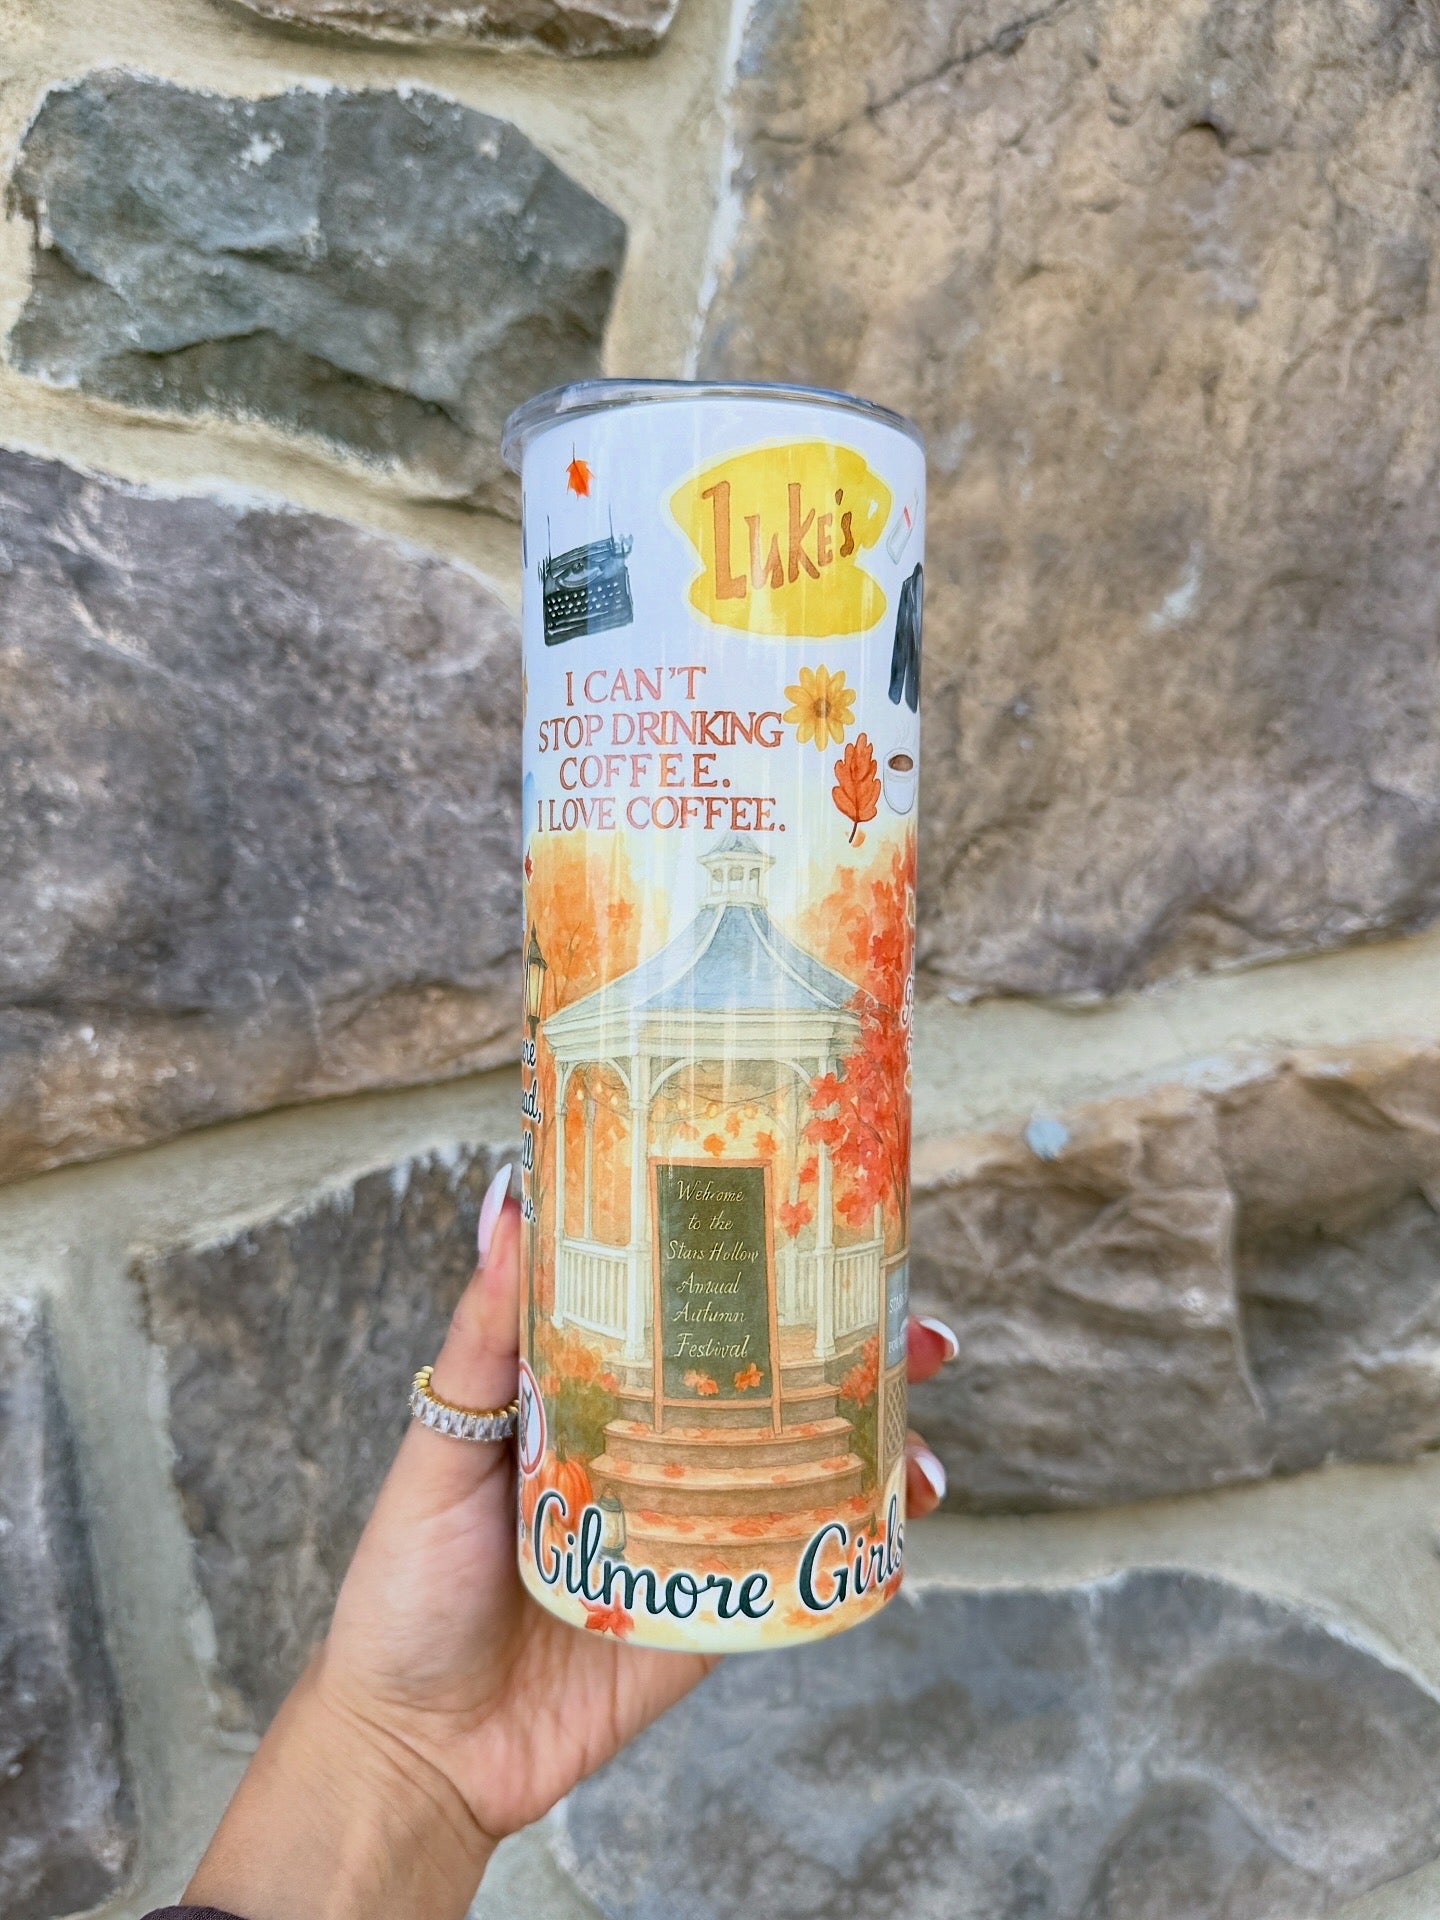 Luke's
I CAN'T
STOP DRINKING
COFFEE.
I LOVE COFFEE.
Welcome
to the
Stars Hollow
Annual
Autumn
Festival
Gilmore Girls